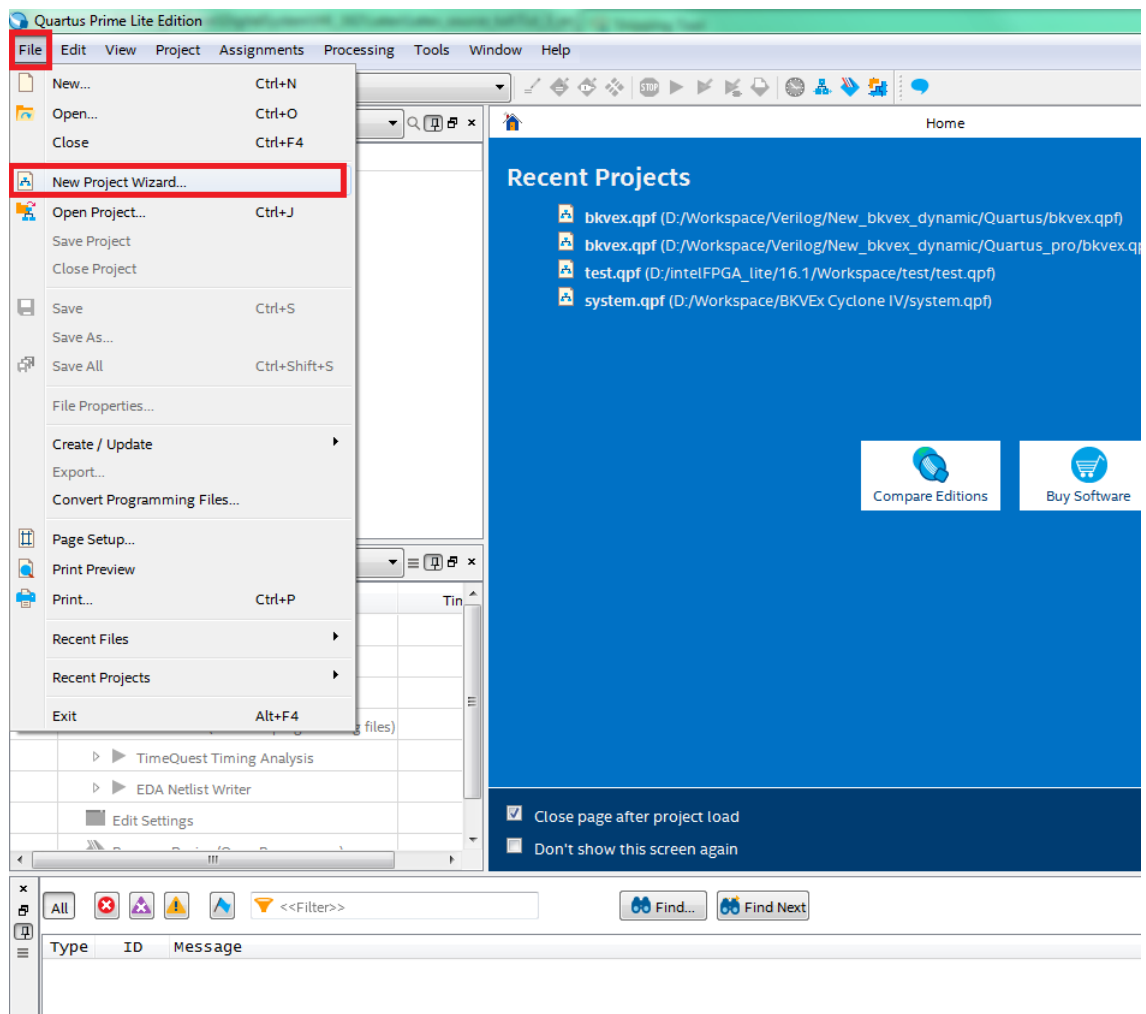 Quartus Prime Lite Edition
File Edit View Project Assignments Processing Tools Window Help
New... Ctrl+N
Open... Ctrl+O
Close Ctrl+F4
New Project Wizard...
Open Project... Ctrl+J
Save Project
Close Project
Save Ctrl+S
Save As...
Save All Ctrl+Shift+S
File Properties...
Create / Update
Export...
Convert Programming Files...
Page Setup...
Print Preview
Print... Ctrl+P
Recent Files
Recent Projects
Exit Alt+F4
STOP
Home
Recent Projects
bkvex.qpf (D:/Workspace/Verilog/New_bkvex_dynamic/Quartus/bkvex.qpf)
bkvex.qpf (D:/Workspace/Verilog/New_bkvex_dynamic/Quartus_pro/bkvex.qp
test.qpf (D:/intelFPGA_lite/16.1/Workspace/test/test.qpf)
system.qpf (D:/Workspace/BKVEx Cyclone IV/system.qpf)
Compare Editions
Buy Software
Close page after project load
Don't show this screen again
Tin
files)
TimeQuest Timing Analysis
EDA Netlist Writer
Edit Settings
All <<Filter>> Find... Find Next
Type ID Message